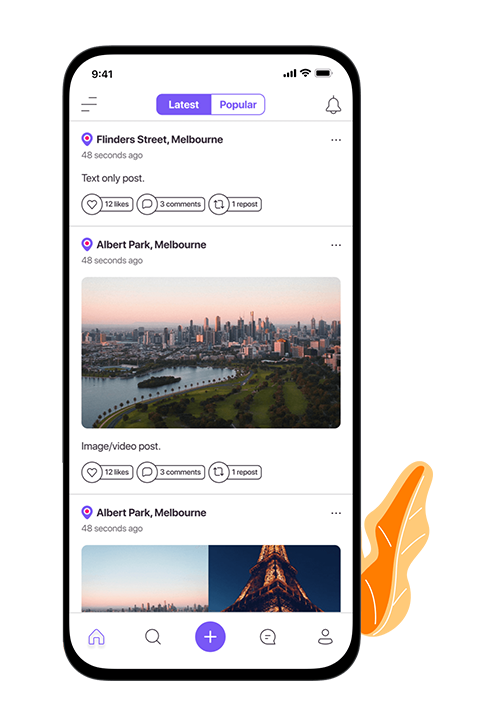 9:41
Latest Popular
Flinders Street, Melbourne
48 seconds ago
Text only post.
12 likes 3 comments 1 repost
Albert Park, Melbourne
48 seconds ago
Image/video post.
12 likes 3 comments 1 repost
Albert Park, Melbourne
48 seconds ago